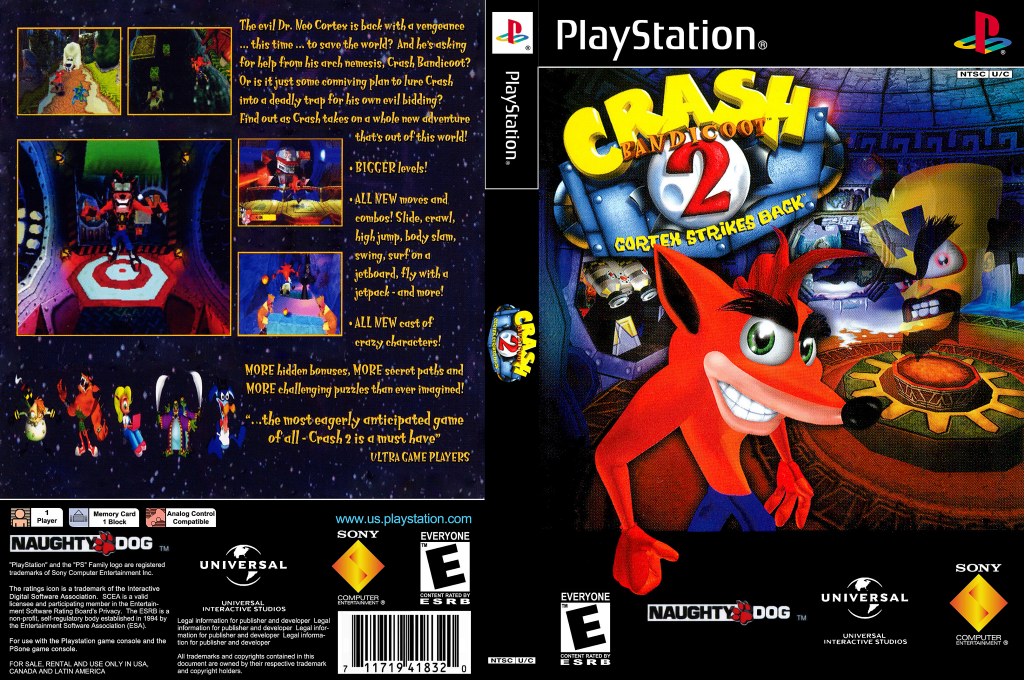 The evil Dr. Neo Cortex is back with a vengeance
... this time ... to save the world? And he's asking
for help from his arch nemesis, Crash Bandicoot?
Or is it just some conniving plan to lure Crash
into a deadly trap for his own evil bidding?
Find out as Crash takes on a whole new adventure
that's out of this world!
• BIGGER levels!
• ALL NEW moves and
combos! Slide, crawl,
high jump, body slam,
swing, surf on a
jetboard, fly with a
jetpack - and more!
• ALL NEW cast of
crazy characters!
MORE hidden bonuses, MORE secret paths and
MORE challenging puzzles than ever imagined!
"...the most eagerly anticipated game
of all - Crash 2 is a must have"
ULTRA GAME PLAYERS
1
Player
Memory Card
1 Block
Analog Control
Compatible
www.us.playstation.com
NAUGHTY DOG TM
"PlayStation" and the "PS" Family logo are registered
trademarks of Sony Computer Entertainment Inc.
The ratings icon is a trademark of the Interactive
Digital Software Association. SCEA is a valid
licensee and participating member in the Entertain-
ment Software Rating Board's Privacy. The ESRB is a
non-profit, self-regulatory body established in 1994 by
the Entertainment Software Association (ESA).
For use with the Playstation game console and the
PSone game console.
FOR SALE, RENTAL AND USE ONLY IN USA,
CANADA AND LATIN AMERICA
UNIVERSAL
UNIVERSAL
INTERACTIVE STUDIOS
Legal information for publisher and developer Legal
information for publisher and developer Legal infor-
mation for publisher and developer Legal informa-
tion for publisher and developer
All trademarks and copyrights contained in this
document are owned by their respective trademark
and copyright holders.
SONY
COMPUTER
ENTERTAINMENT ®
EVERYONE
TM
E
CONTENT RATED BY
ESRB
7 11719 41832 0
®
PlayStation®
CRASH
BANDICOOT
2
CORTEX STRIKES BACK
NTSC U/C
PlayStation®
®
NTSC U/C
CRASH
BANDICOOT™
2
CORTEX STRIKES BACK™
N
EVERYONE
TM
E
CONTENT RATED BY
ESRB
NAUGHTY DOG TM
UNIVERSAL
UNIVERSAL
INTERACTIVE STUDIOS
SONY
COMPUTER
ENTERTAINMENT ®